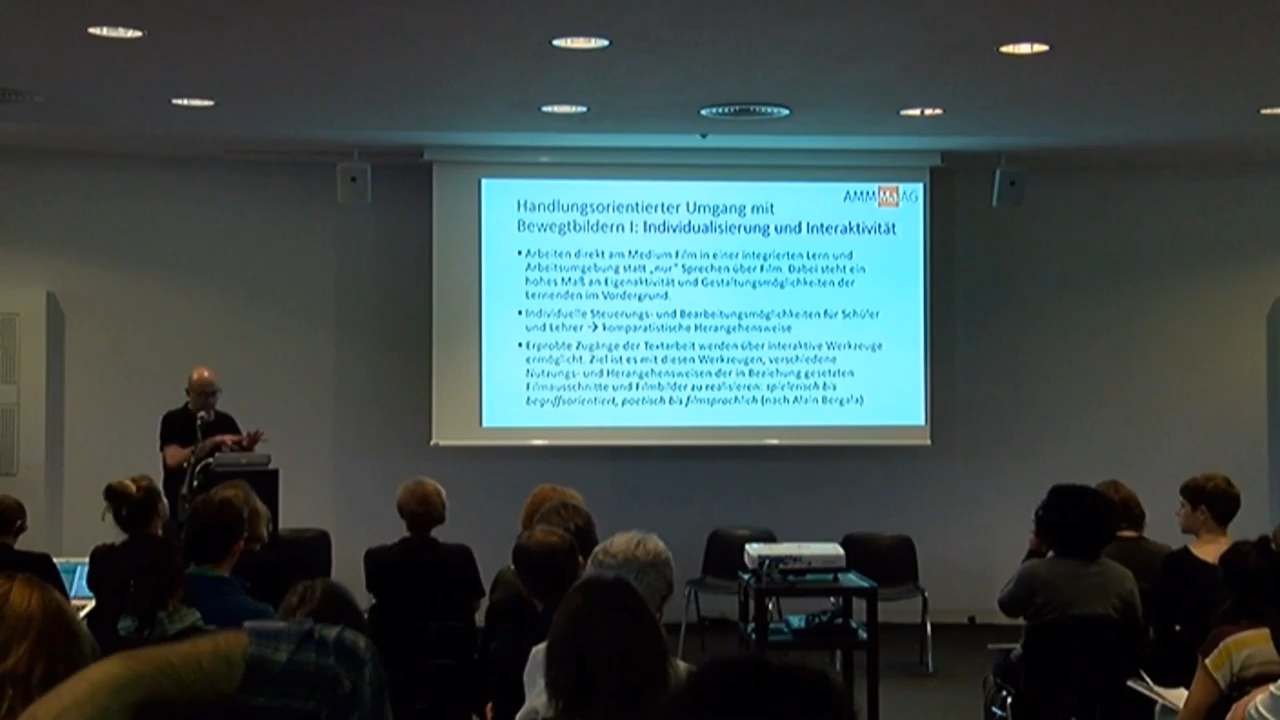 AMMMa|AG
Handlungsorientierter Umgang mit
Bewegtbildern I: Individualisierung und Interaktivität
▪ Arbeiten direkt am Medium Film in einer integrierten Lern und
Arbeitsumgebung statt „nur“ Sprechen über Film. Dabei steht ein
hohes Maß an Eigenaktivität und Gestaltungsmöglichkeiten der
Lernenden im Vordergrund.
▪ Individuelle Steuerungs- und Bearbeitungsmöglichkeiten für Schüler
und Lehrer → komparatistische Herangehensweise
▪ Erprobte Zugänge der Textarbeit werden über interaktive Werkzeuge
ermöglicht. Ziel ist es mit diesen Werkzeugen, verschiedene
Nutzungs- und Herangehensweisen der in Beziehung gesetzten
Filmausschnitte und Filmbilder zu realisieren: spielerisch bis
begriffsorientiert, poetisch bis filmsprachlich (nach Alain Bergala)